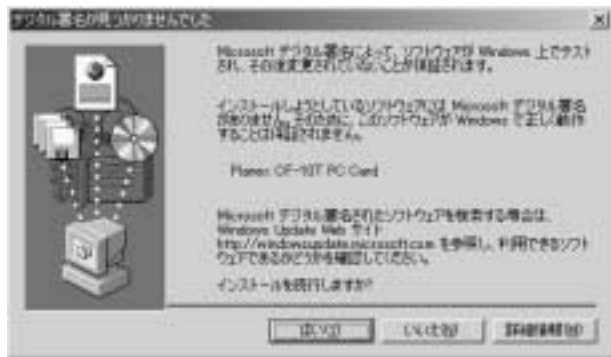 デジタル署名が見つかりませんでした
Microsoft デジタル署名によって、ソフトウェアが Windows 上でテスト
され、その後変更されていないことが保証されます。
インストールしようとしているソフトウェアには Microsoft デジタル署名
がありません。そのために、このソフトウェアが Windows で正しく動作
することは保証されません。
Planex CF-10T PC Card
Microsoft デジタル署名されたソフトウェアを検索する場合は、
Windows Update Web サイト
http://windowsupdate.microsoft.com を参照し、利用できるソフト
ウェアであるかどうかを確認してください。
インストールを続行しますか?
はい(Y)
いいえ(N)
詳細情報(M)